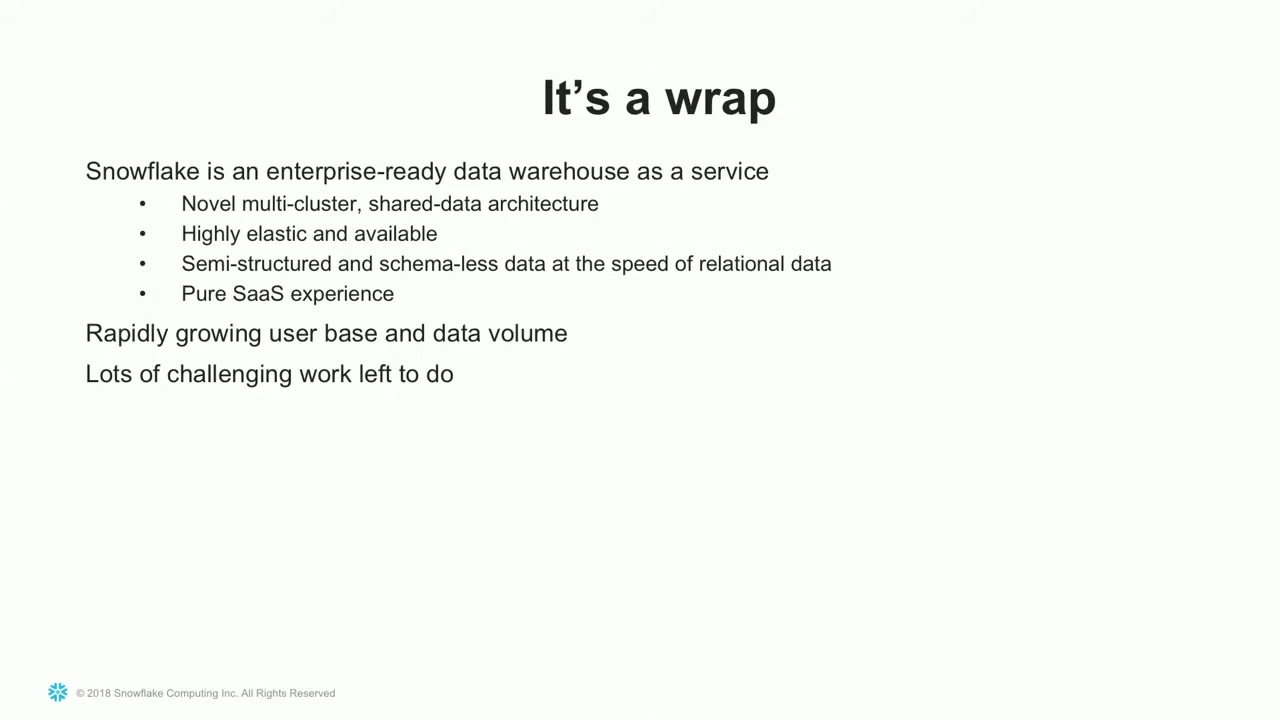 It’s a wrap
Snowflake is an enterprise-ready data warehouse as a service
• Novel multi-cluster, shared-data architecture
• Highly elastic and available
• Semi-structured and schema-less data at the speed of relational data
• Pure SaaS experience
Rapidly growing user base and data volume
Lots of challenging work left to do
© 2018 Snowflake Computing Inc. All Rights Reserved